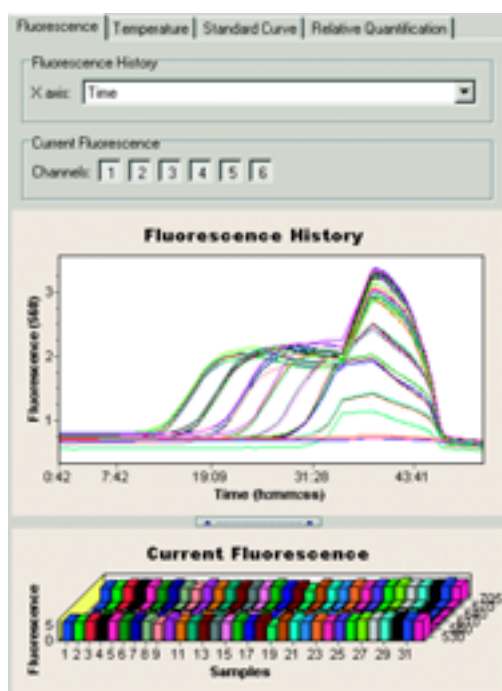 Fluorescence Temperature Standard Curve Relative Quantification
Fluorescence History
X axis: Time
Current Fluorescence
Channels: 1 2 3 4 5 6
Fluorescence History
Fluorescence (560)
3
2
1
0:42 7:42 19:09 31:28 43:41
Time (h:mm:ss)
Current Fluorescence
Fluorescence
5
0
1 2 3 4 5 6 7 8 9 11 13 15 17 19 21 23 25 27 29 31
Samples